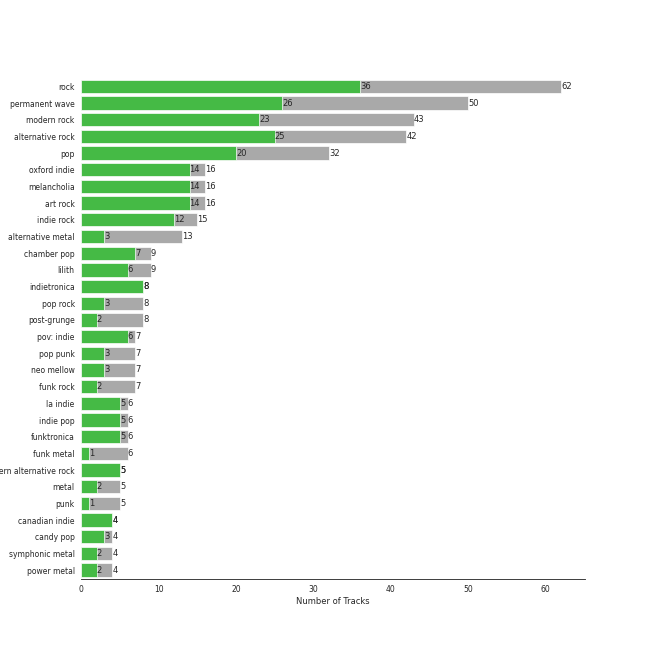 rock 36 62
permanent wave 26 50
modern rock 23 43
alternative rock 25 42
pop 20 32
oxford indie 14 16
melancholia 14 16
art rock 14 16
indie rock 12 15
alternative metal 3 13
chamber pop 7 9
lilith 6 9
indietronica 8
pop rock 3 8
post-grunge 2 8
pov: indie 6 7
pop punk 3 7
neo mellow 3 7
funk rock 2 7
la indie 5 6
indie pop 5 6
funktronica 5 6
funk metal 1 6
ern alternative rock 5
metal 2 5
punk 1 5
canadian indie 4
candy pop 3 4
symphonic metal 2 4
power metal 2 4
0 10 20 30 40 50 60
Number of Tracks